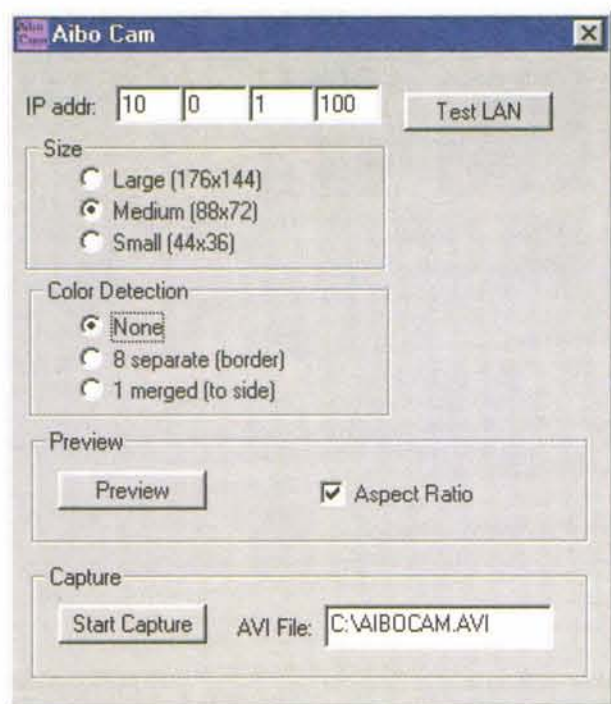 Aibo Cam
Aibo Cam
IP addr: 10 0 1 100 Test LAN
Size
Large (176x144)
Medium (88x72)
Small (44x36)
Color Detection
None
8 separate (border)
1 merged (to side)
Preview
Preview Aspect Ratio
Capture
Start Capture AVI File: C:\AIBOCAM.AVI